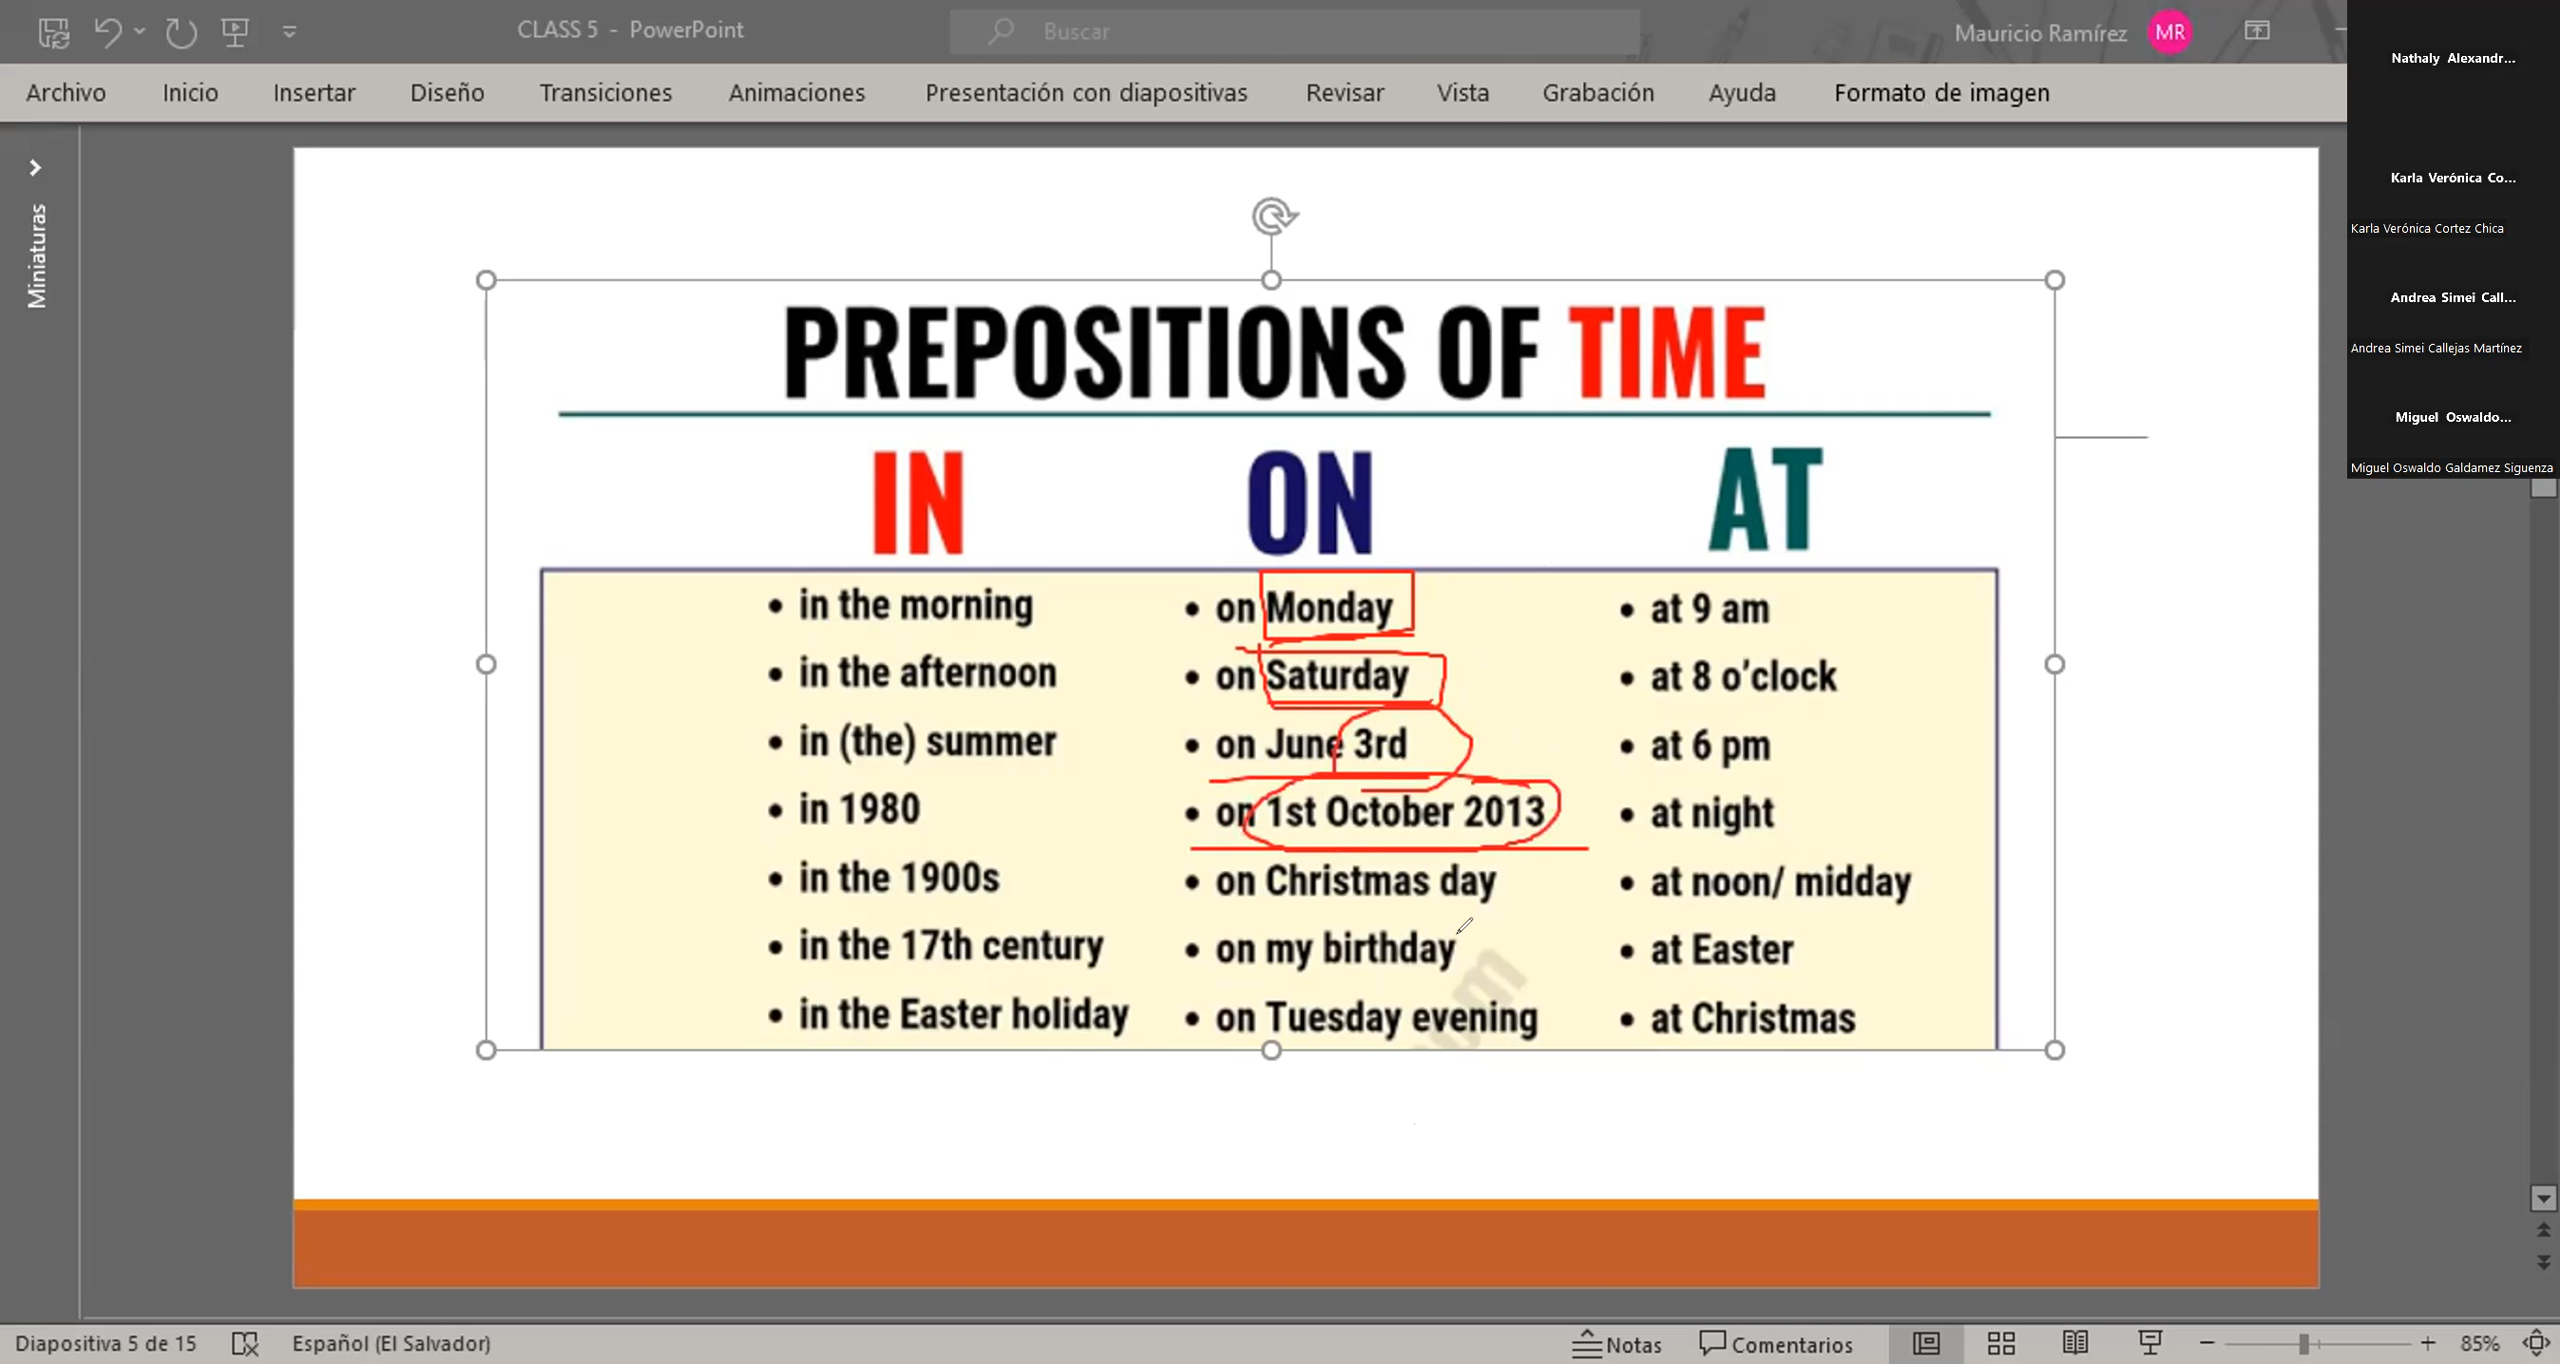 CLASS 5 - PowerPoint
Buscar
Mauricio Ramírez
MR
Archivo Inicio Insertar Diseño Transiciones Animaciones Presentación con diapositivas Revisar Vista Grabación Ayuda Formato de imagen
Miniaturas
Nathaly Alexandr...
Karla Verónica Co...
Karla Verónica Cortez Chica
Andrea Simei Call...
Andrea Simei Callejas Martínez
Miguel Oswaldo...
Miguel Oswaldo Galdamez Siguenza
PREPOSITIONS OF TIME
IN
• in the morning
• in the afternoon
• in (the) summer
• in 1980
• in the 1900s
• in the 17th century
• in the Easter holiday
ON
• on Monday
• on Saturday
• on June 3rd
• on 1st October 2013
• on Christmas day
• on my birthday
• on Tuesday evening
AT
• at 9 am
• at 8 o'clock
• at 6 pm
• at night
• at noon/ midday
• at Easter
• at Christmas
Diapositiva 5 de 15 Español (El Salvador) Notas Comentarios 85%